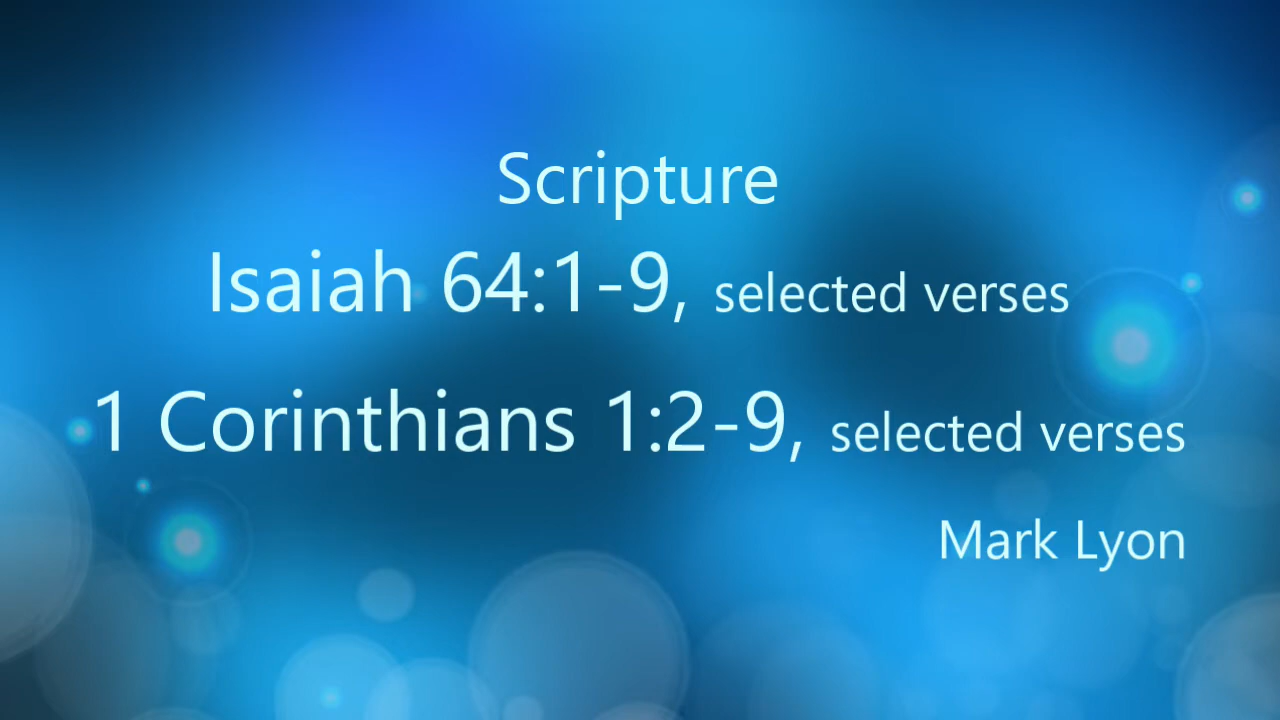 Scripture
Isaiah 64:1-9, selected verses
1 Corinthians 1:2-9, selected verses
Mark Lyon